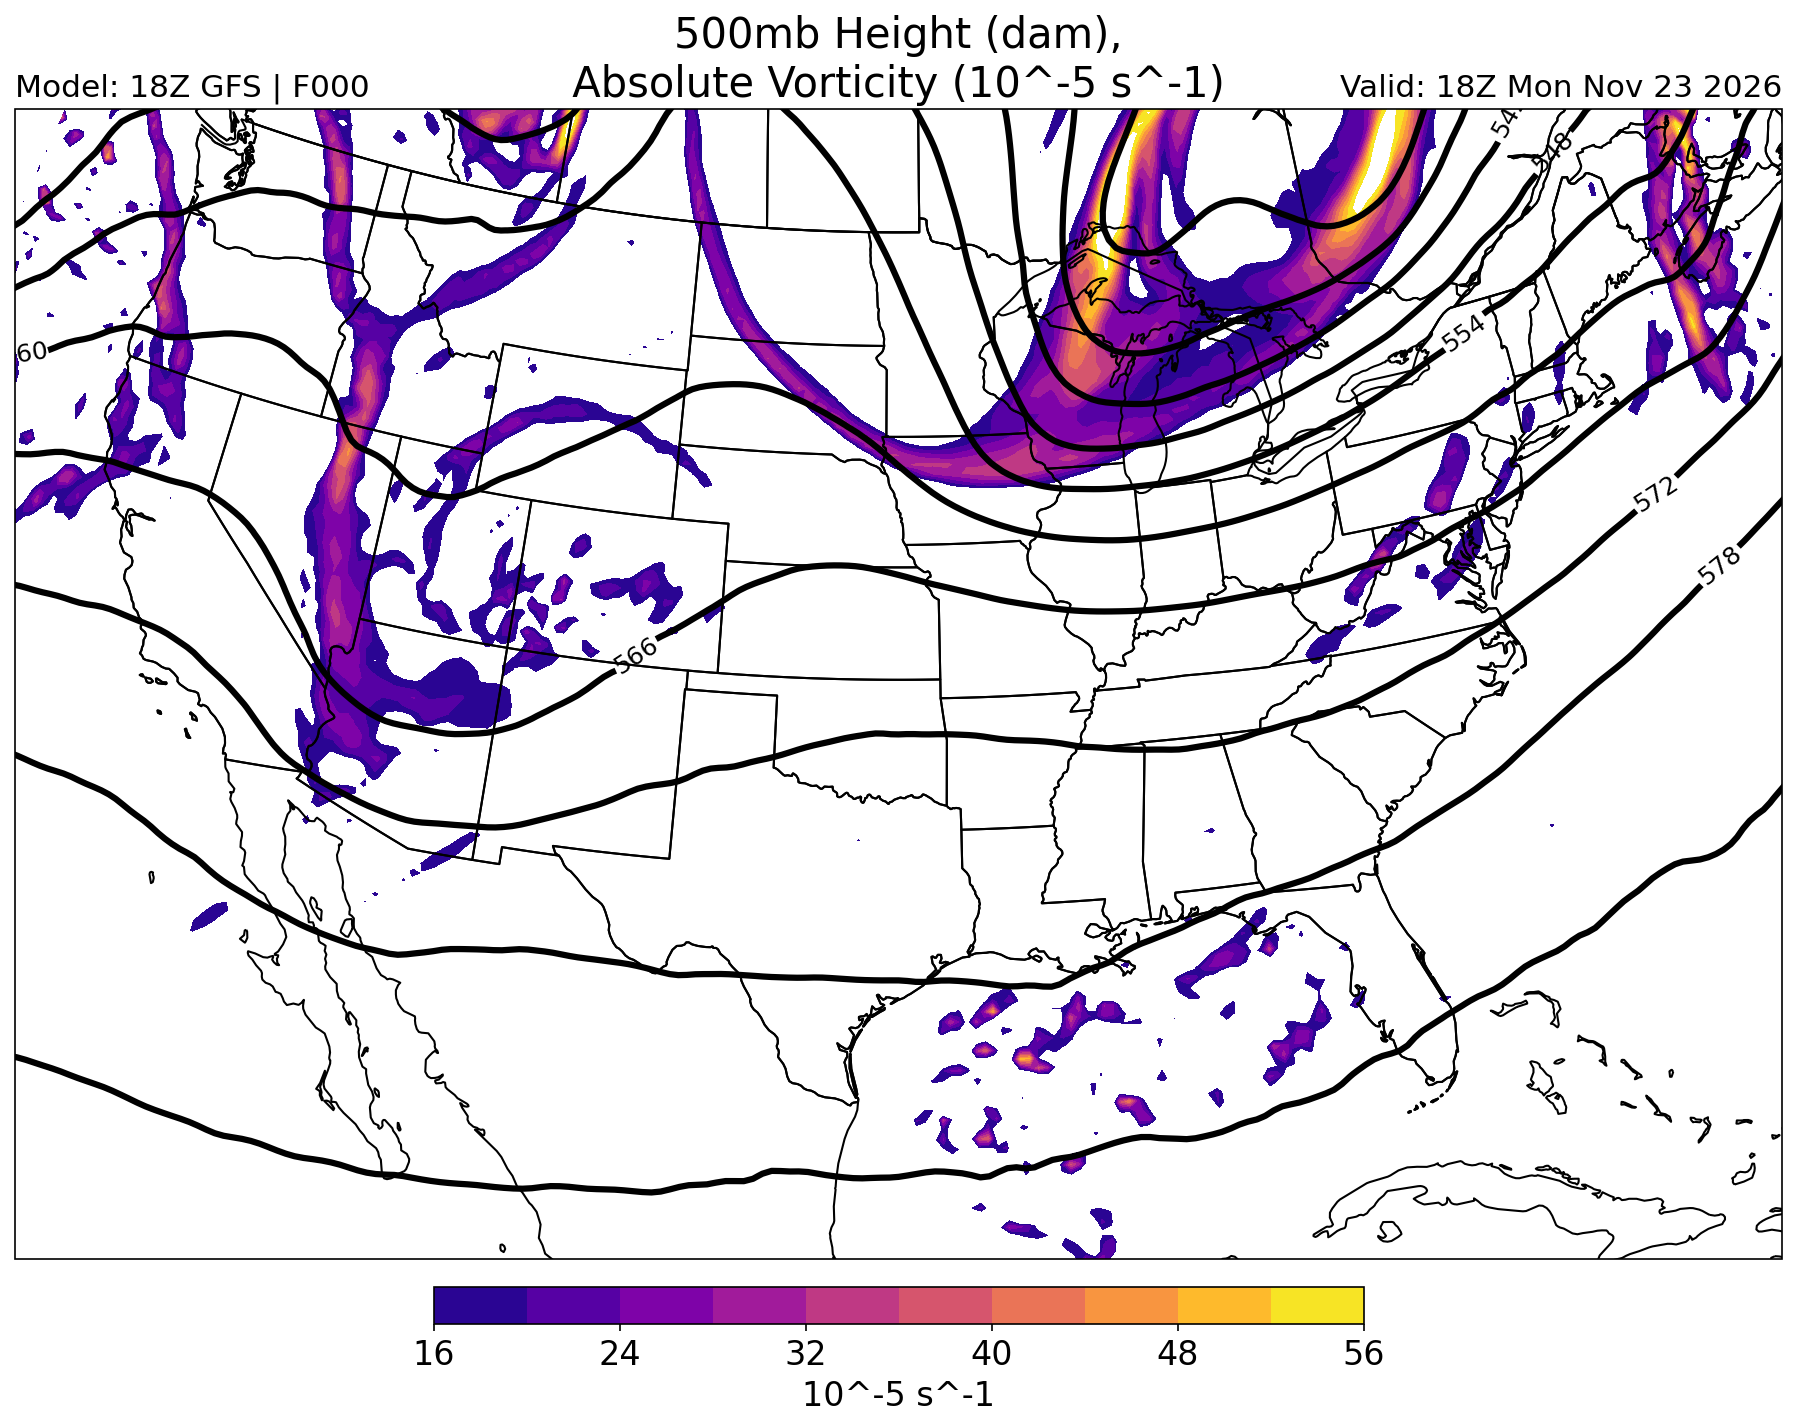 500mb Height (dam),
Model: 18Z GFS | F000
Absolute Vorticity (10^-5 s^-1)
Valid: 18Z Mon Nov 23 2026
548
60
554
572
578
566
16 24 32 40 48 56
10^-5 s^-1